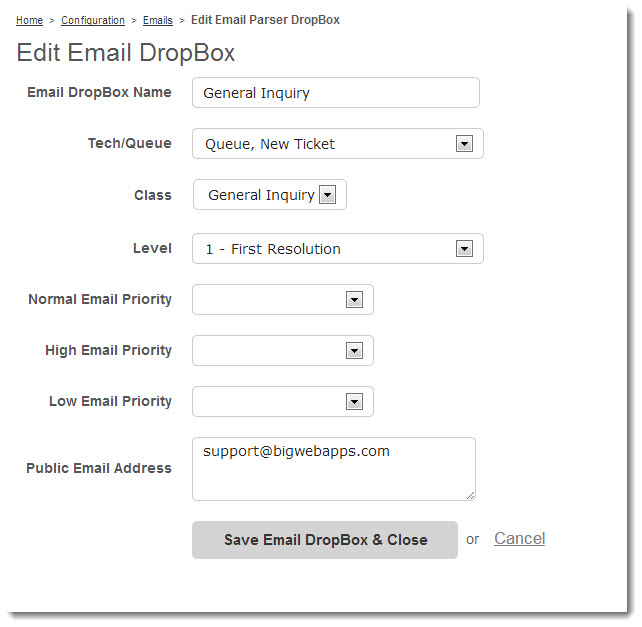 Home > Configuration > Emails > Edit Email Parser DropBox
Edit Email DropBox
Email DropBox Name General Inquiry
Tech/Queue Queue, New Ticket
Class General Inquiry
Level 1 - First Resolution
Normal Email Priority
High Email Priority
Low Email Priority
Public Email Address support@bigwebapps.com
Save Email DropBox & Close or Cancel